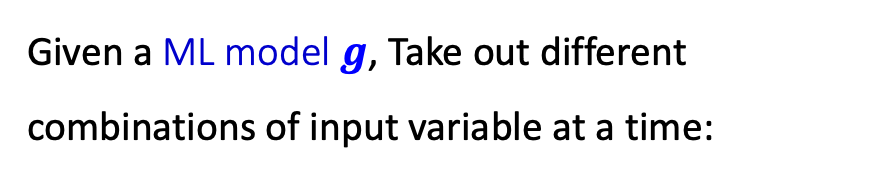 Given a ML model g, Take out different
combinations of input variable at a time: